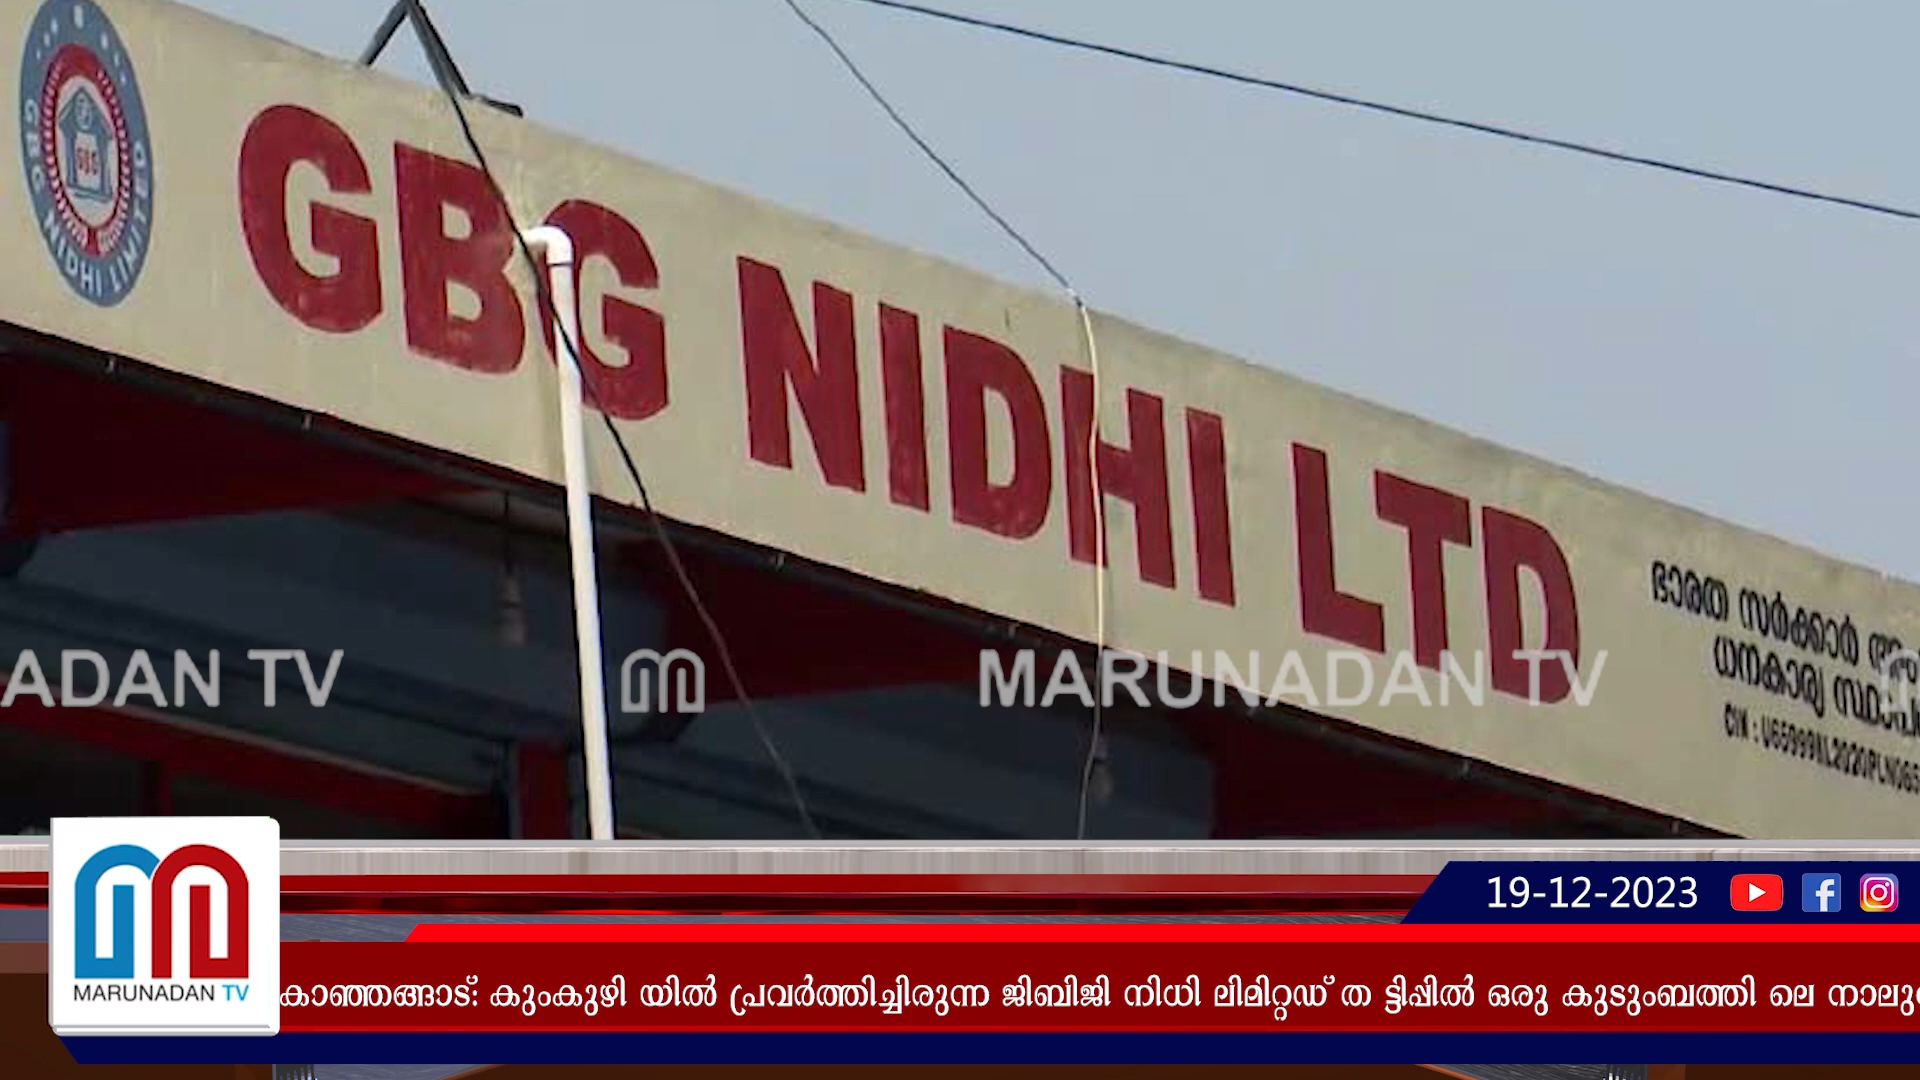 GBG NIDHI LIMITED
GBG
GBG NIDHI LTD
ഭാരത സർക്കാർ
ധനകാര്യ
CIN :
ADAN TV
MARUNADAN TV
19-12-2023
MARUNADAN TV
കാഞ്ഞങ്ങാട്: കുംകുഴി യിൽ പ്രവർത്തിച്ചിരുന്ന ജിബിജി നിധി ലിമിറ്റഡ് ത ട്ടിപ്പിൽ ഒരു കുടുംബത്തി ലെ